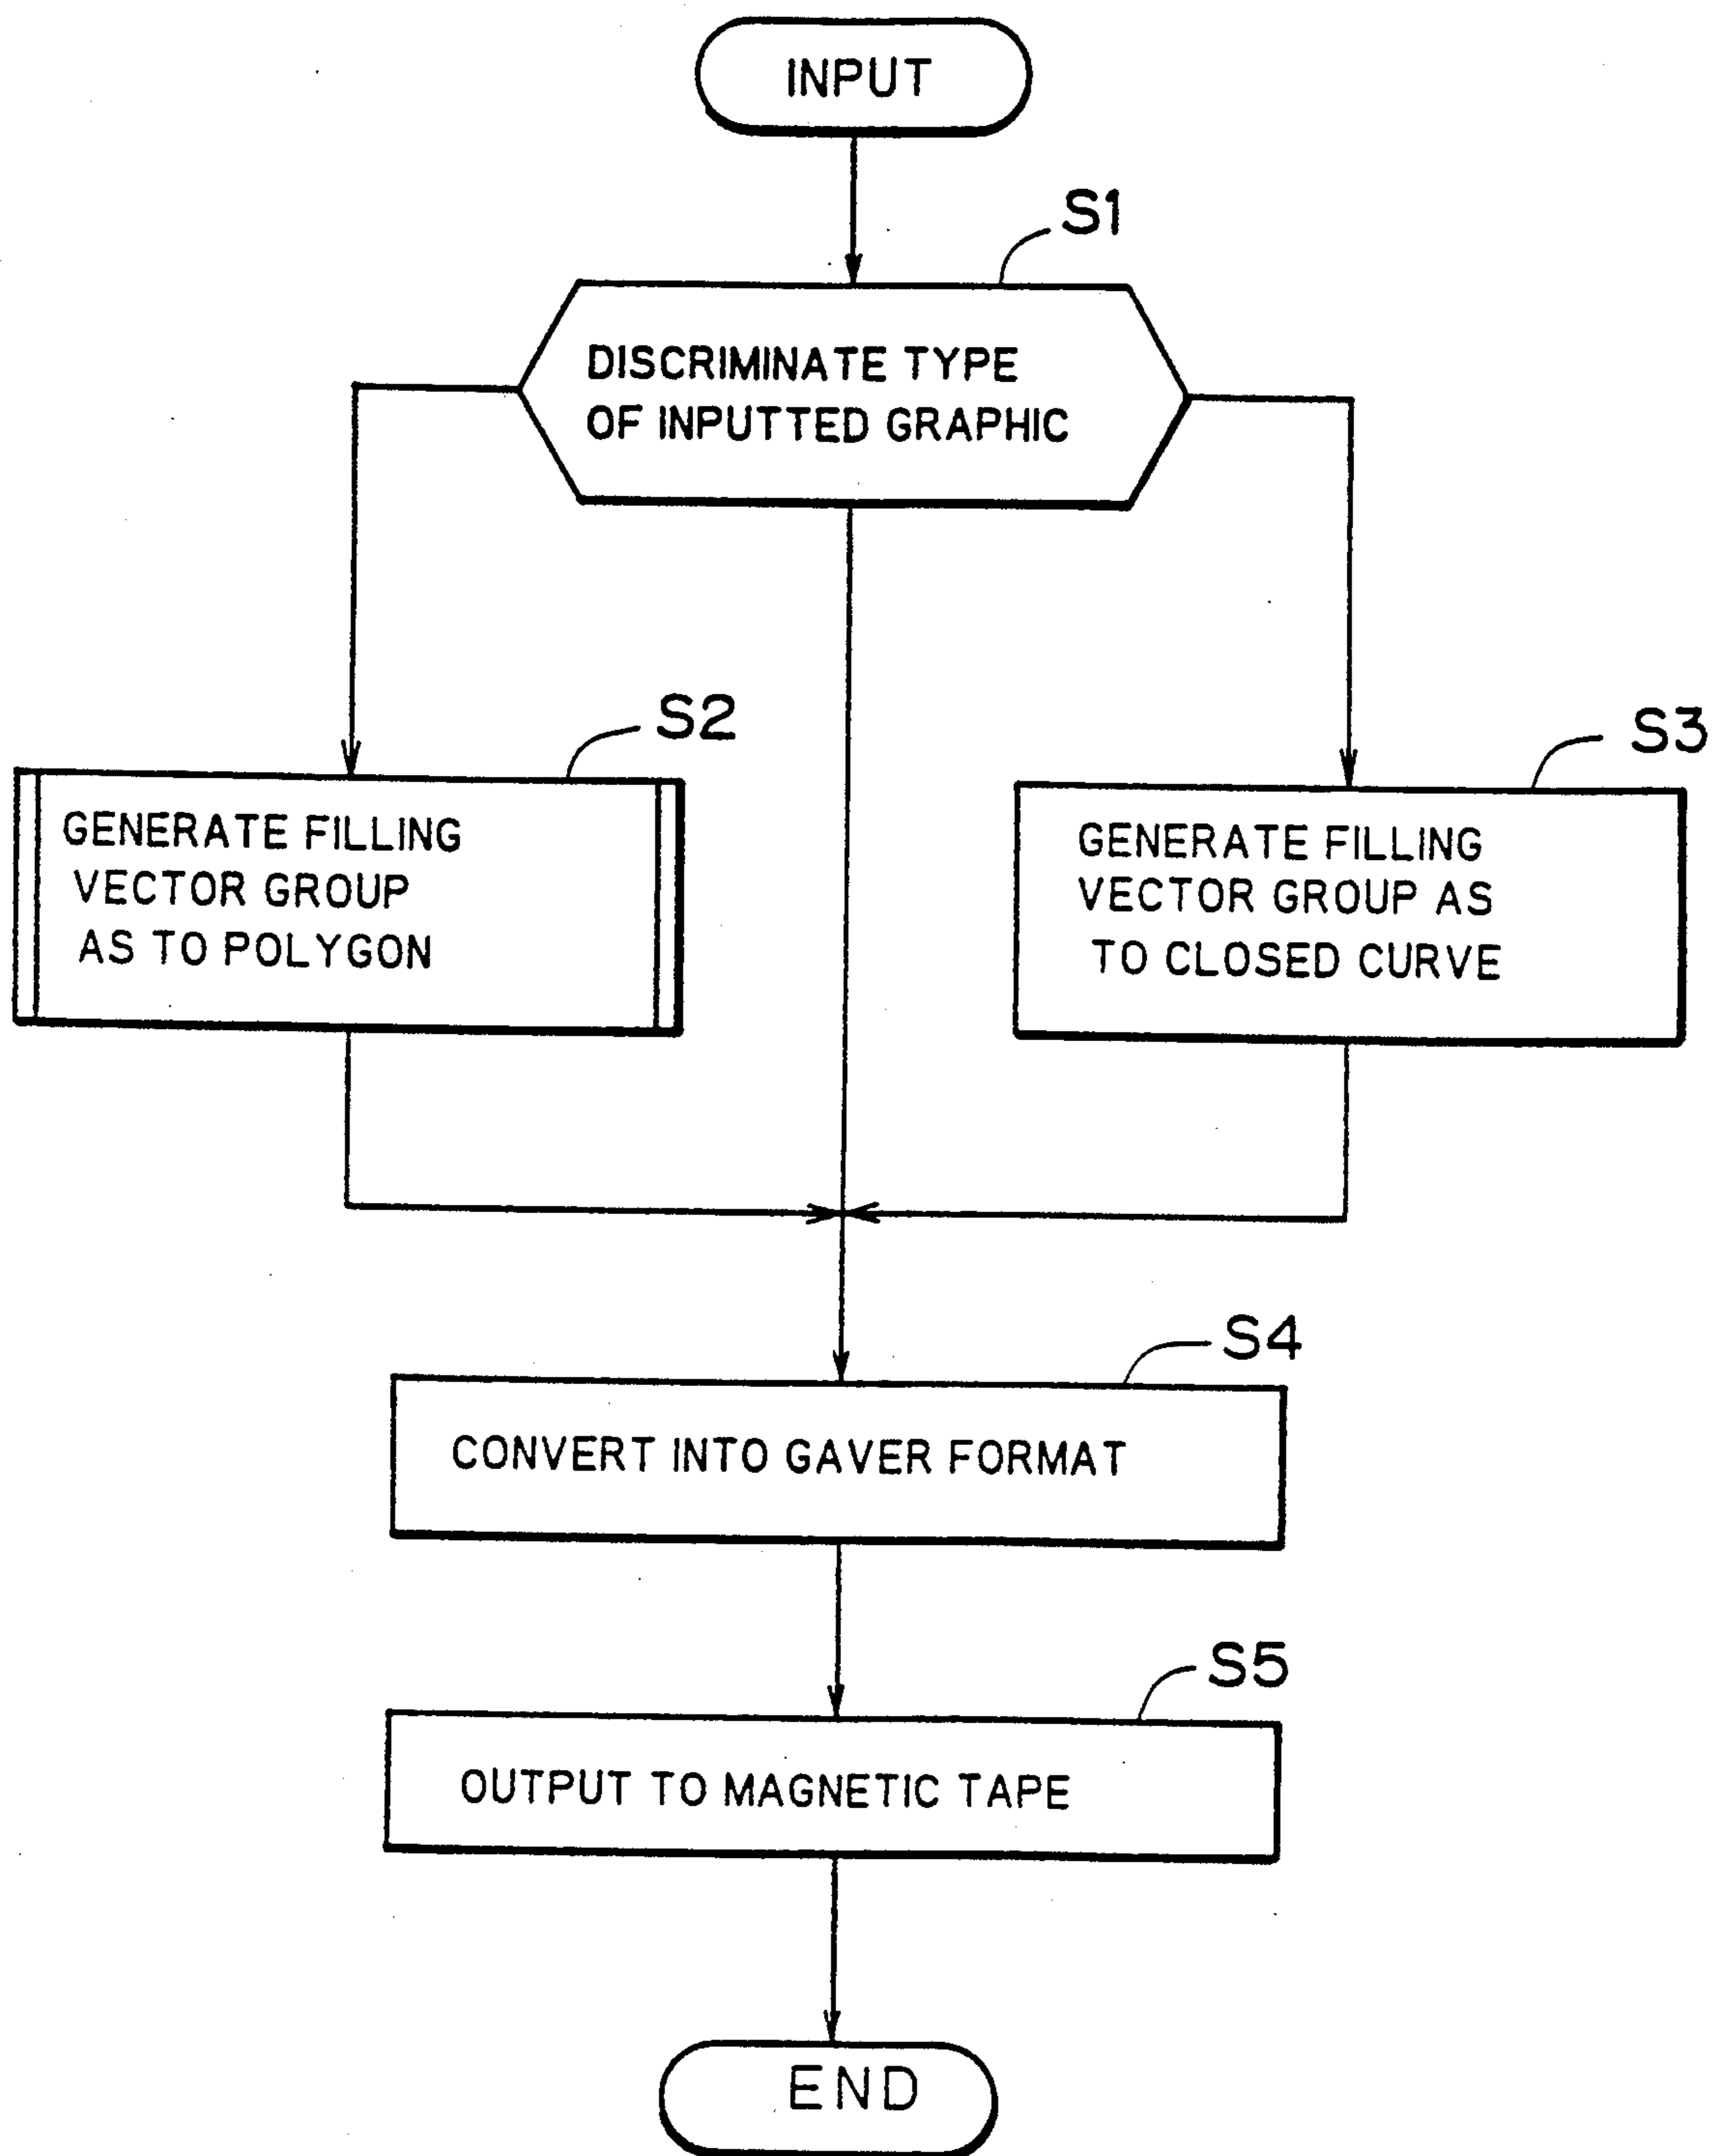 INPUT
S1
DISCRIMINATE TYPE
OF INPUTTED GRAPHIC
S2
GENERATE FILLING
VECTOR GROUP
AS TO POLYGON
S3
GENERATE FILLING
VECTOR GROUP AS
TO CLOSED CURVE
S4
CONVERT INTO GAVER FORMAT
S5
OUTPUT TO MAGNETIC TAPE
END